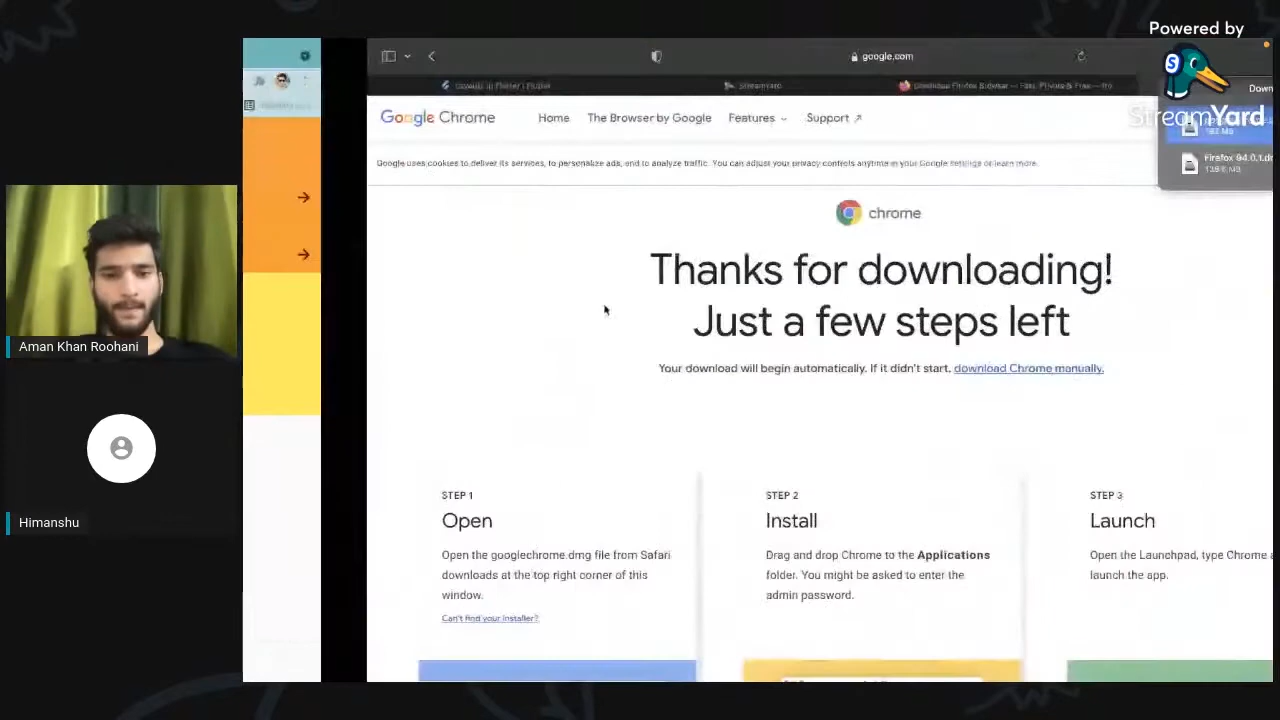 Powered by
StreamYard
google.com
Streamyard
Down
Google Chrome
Home
The Browser by Google
Features
Support
Firefox 94.0.1.d
Google uses cookies to deliver its services, to personalize ads, and to analyze traffic. You can adjust your privacy controls anytime in your Google settings or learn more.
chrome
Thanks for downloading!
Just a few steps left
Your download will begin automatically. If it didn't start, download Chrome manually.
Aman Khan Roohani
Himanshu
STEP 1
Open
Open the googlechrome.dmg file from Safari
downloads at the top right corner of this
window.
Can't find your installer?
STEP 2
Install
Drag and drop Chrome to the Applications
folder. You might be asked to enter the
admin password.
STEP 3
Launch
Open the Launchpad, type Chrome a
launch the app.